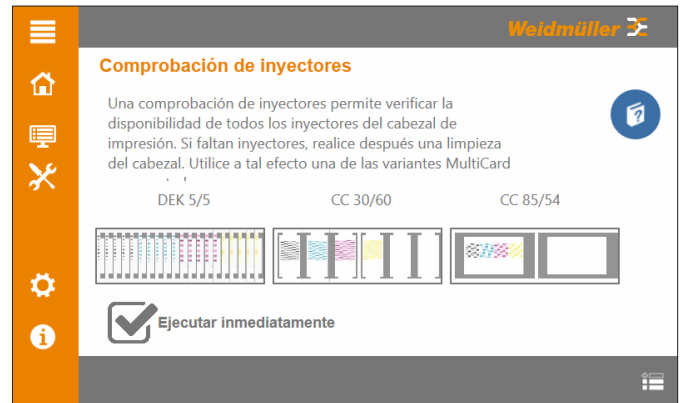 Weidmüller
Comprobación de inyectores
Una comprobación de inyectores permite verificar la
disponibilidad de todos los inyectores del cabezal de
impresión. Si faltan inyectores, realice después una limpieza
del cabezal. Utilice a tal efecto una de las variantes MultiCard
DEK 5/5 CC 30/60 CC 85/54
Ejecutar inmediatamente